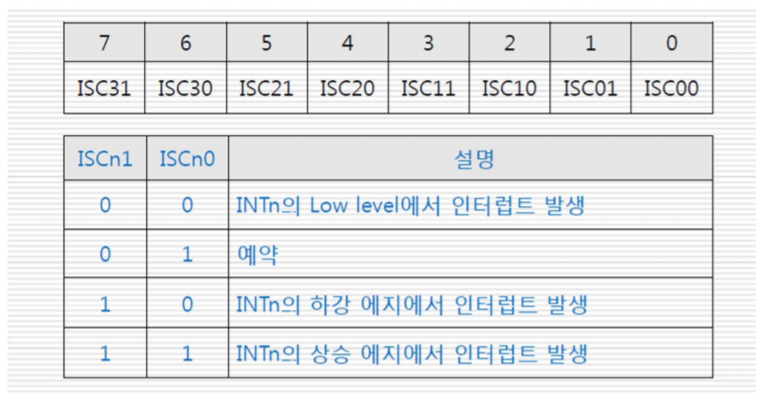 7 6 5 4 3 2 1 0
ISC31 ISC30 ISC21 ISC20 ISC11 ISC10 ISC01 ISC00
ISCn1 ISCn0 설명
0 0 INTn의 Low level에서 인터럽트 발생
0 1 예약
1 0 INTn의 하강 에지에서 인터럽트 발생
1 1 INTn의 상승 에지에서 인터럽트 발생